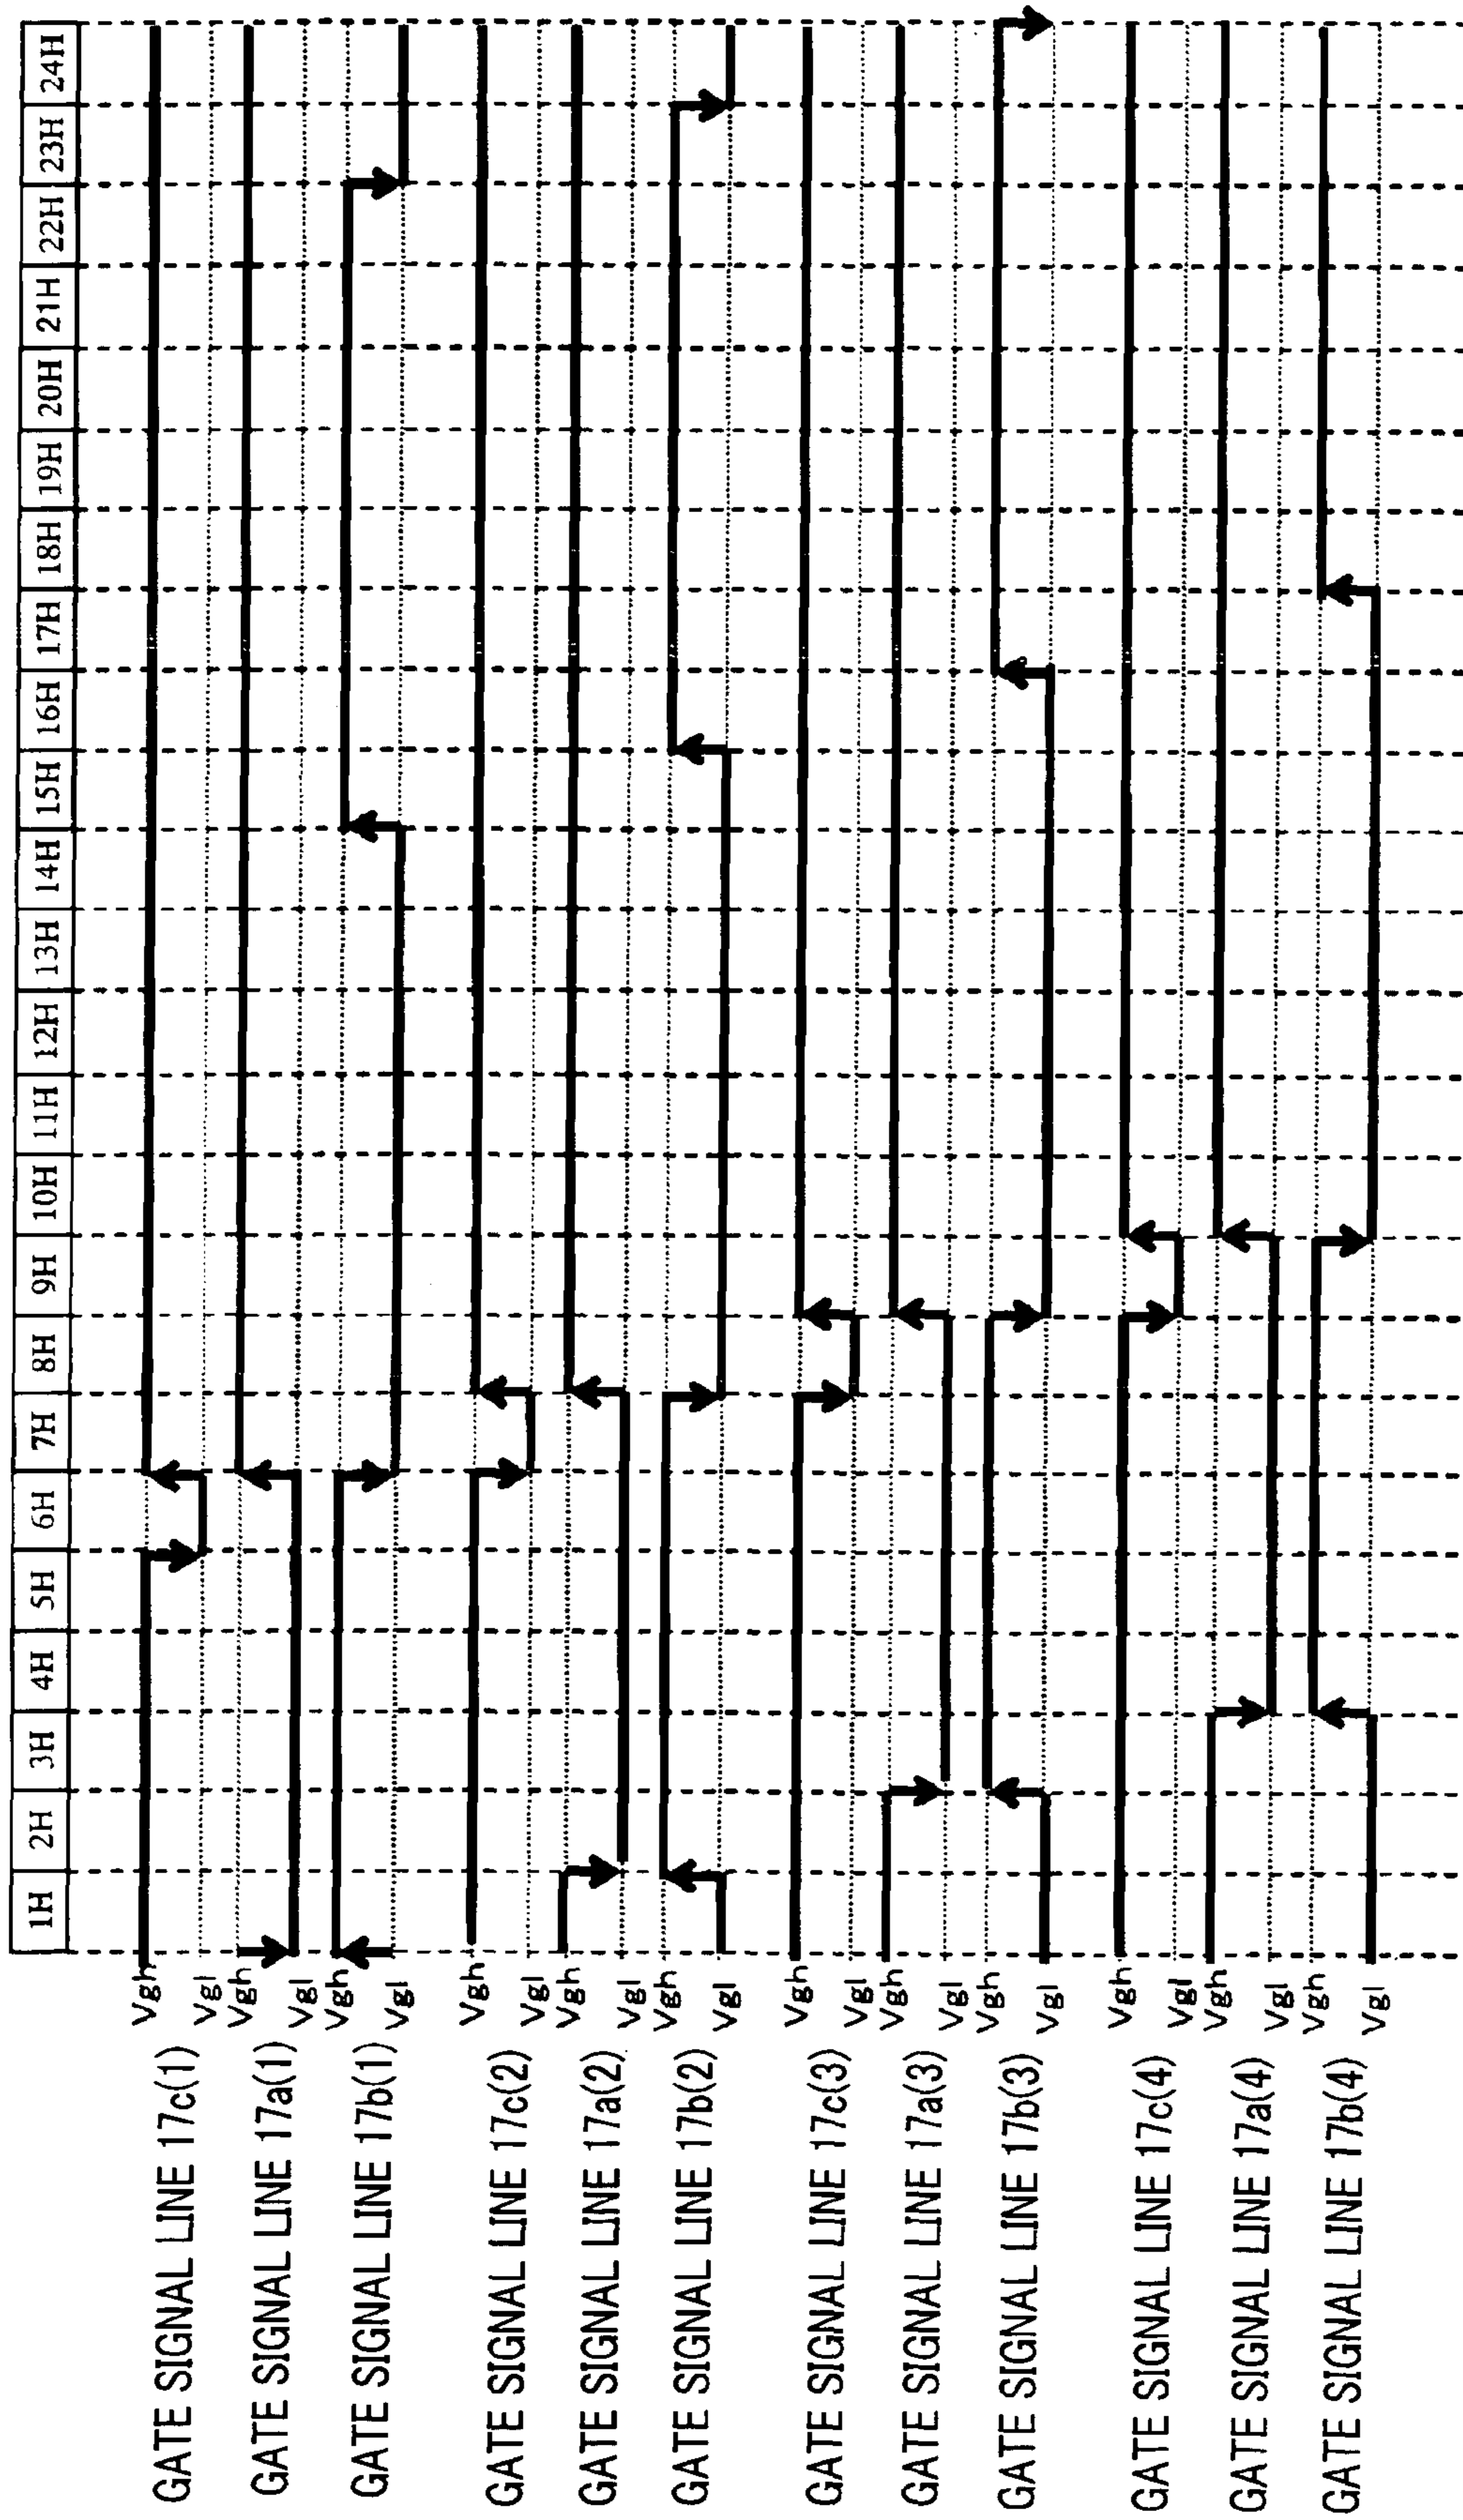 1H 2H 3H 4H 5H 6H 7H 8H 9H 10H 11H 12H 13H 14H 15H 16H 17H 18H 19H 20H 21H 22H 23H 24H
GATE SIGNAL LINE 17c(1) Vgh
Vgl
GATE SIGNAL LINE 17a(1) Vgh
Vgl
GATE SIGNAL LINE 17b(1) Vgh
Vgl
GATE SIGNAL LINE 17c(2) Vgh
Vgl
GATE SIGNAL LINE 17a(2) Vgh
Vgl
GATE SIGNAL LINE 17b(2) Vgh
Vgl
GATE SIGNAL LINE 17c(3) Vgh
Vgl
GATE SIGNAL LINE 17a(3) Vgh
Vgl
GATE SIGNAL LINE 17b(3) Vgh
Vgl
GATE SIGNAL LINE 17c(4) Vgh
Vgl
GATE SIGNAL LINE 17a(4) Vgh
Vgl
GATE SIGNAL LINE 17b(4) Vgh
Vgl